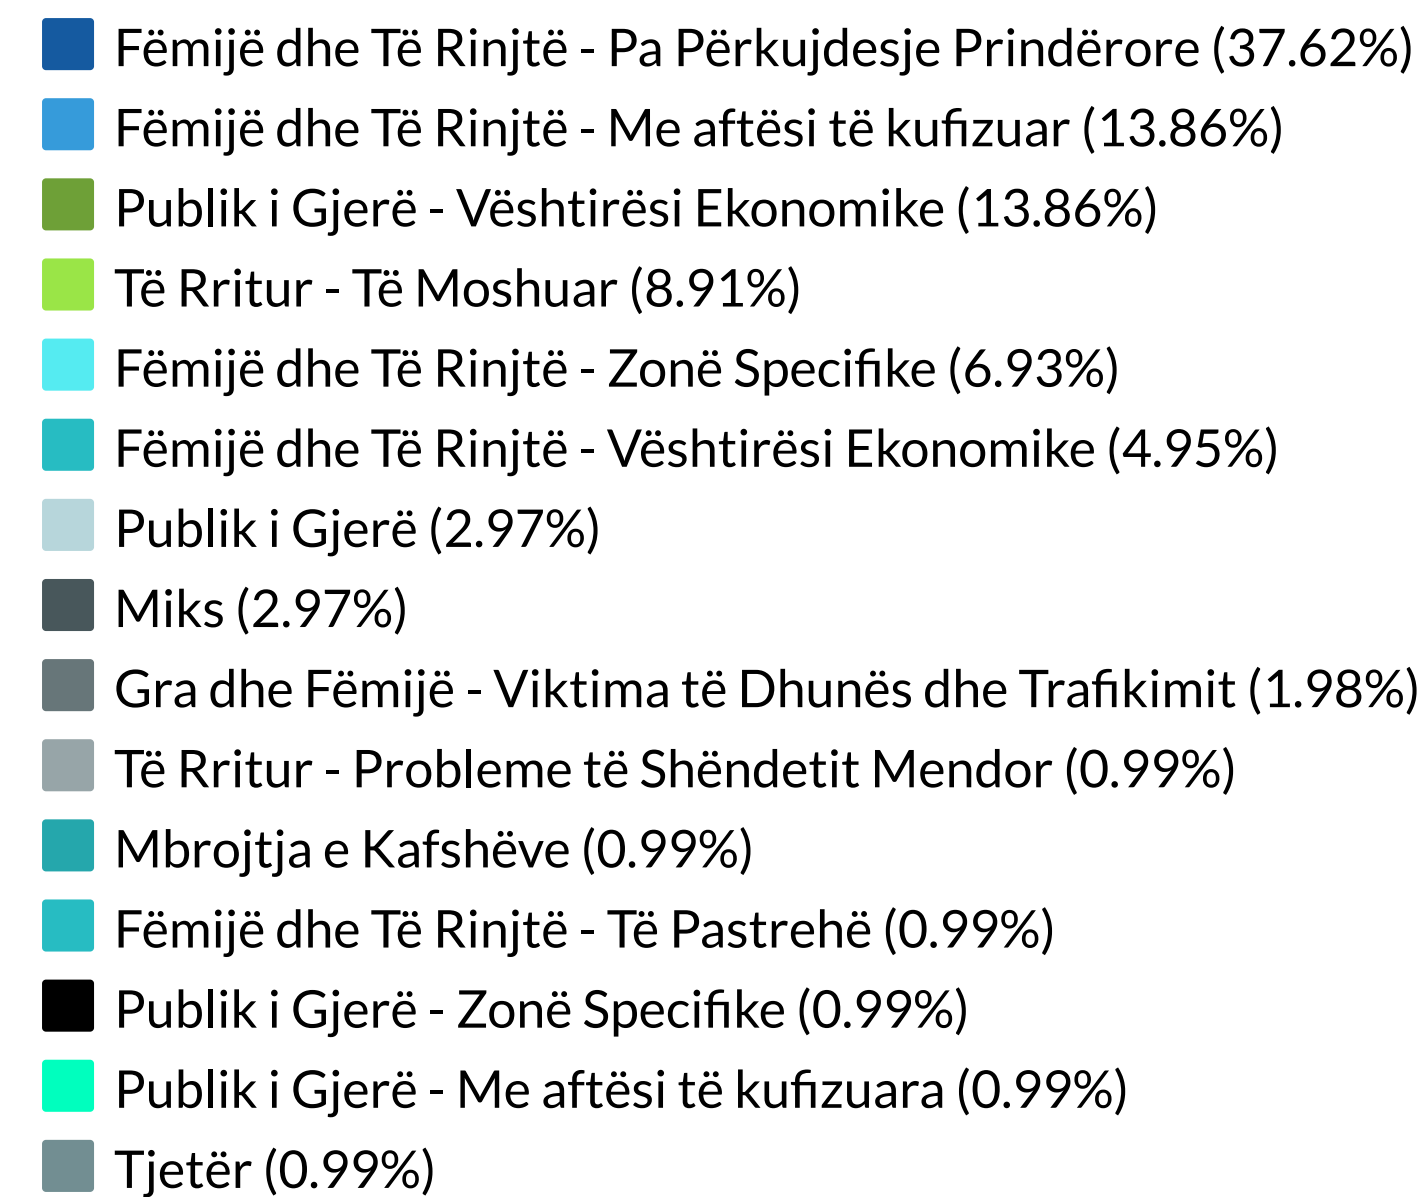 Fëmijë dhe Të Rinjtë - Pa Përkujdesje Prindërore (37.62%)
Fëmijë dhe Të Rinjtë - Me aftësi të kufizuar (13.86%)
Publik i Gjerë - Vështirësi Ekonomike (13.86%)
Të Rritur - Të Moshuar (8.91%)
Fëmijë dhe Të Rinjtë - Zonë Specifike (6.93%)
Fëmijë dhe Të Rinjtë - Vështirësi Ekonomike (4.95%)
Publik i Gjerë (2.97%)
Miks (2.97%)
Gra dhe Fëmijë - Viktima të Dhunës dhe Trafikimit (1.98%)
Të Rritur - Probleme të Shëndetit Mendor (0.99%)
Mbrojtja e Kafshëve (0.99%)
Fëmijë dhe Të Rinjtë - Të Pastrehë (0.99%)
Publik i Gjerë - Zonë Specifike (0.99%)
Publik i Gjerë - Me aftësi të kufizuara (0.99%)
Tjetër (0.99%)